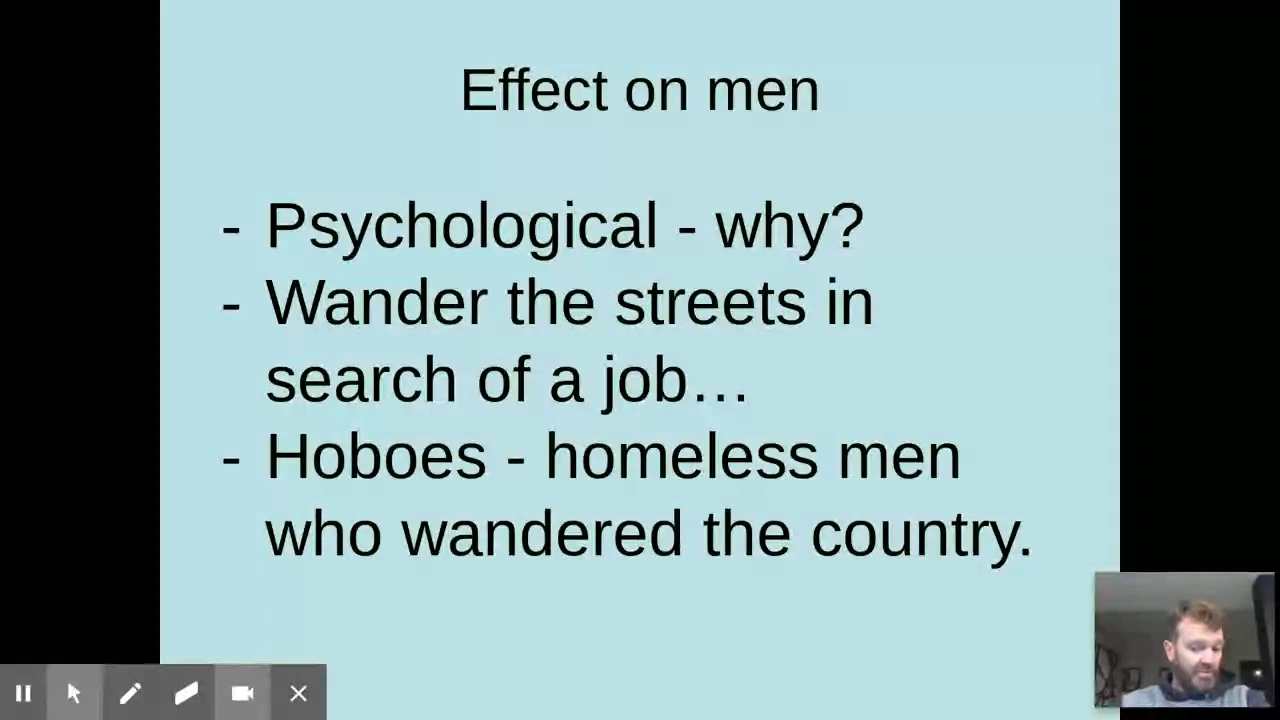 Effect on men
- Psychological - why?
- Wander the streets in
search of a job…
- Hoboes - homeless men
who wandered the country.